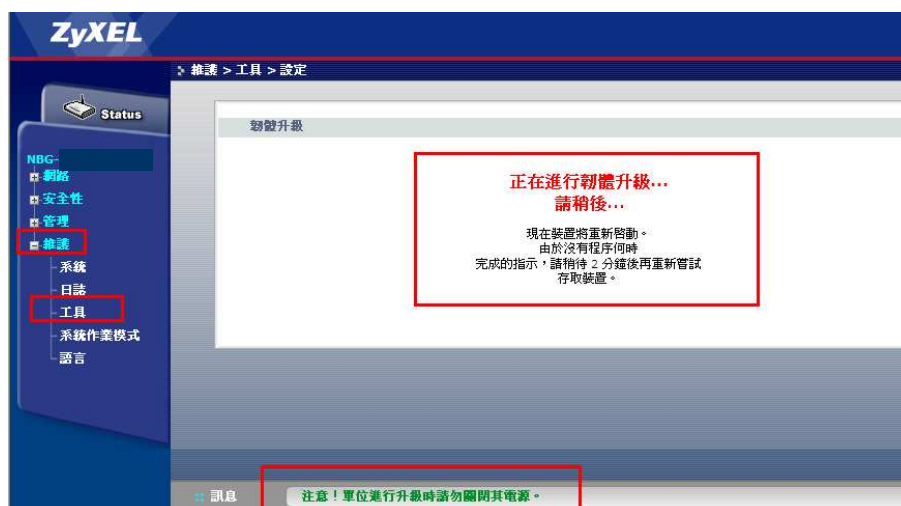 ZyXEL
維護 > 工具 > 設定
Status
韌體升級
NBG-
網路
安全性
管理
維護
系統
日誌
工具
系統作業模式
語言
正在進行韌體升級...
請稍後...
現在裝置將重新啓動。
由於沒有程序何時
完成的指示,請稍待 2 分鐘後再重新嘗試
存取裝置。
訊息
注意!單位進行升級時請勿關閉其電源。